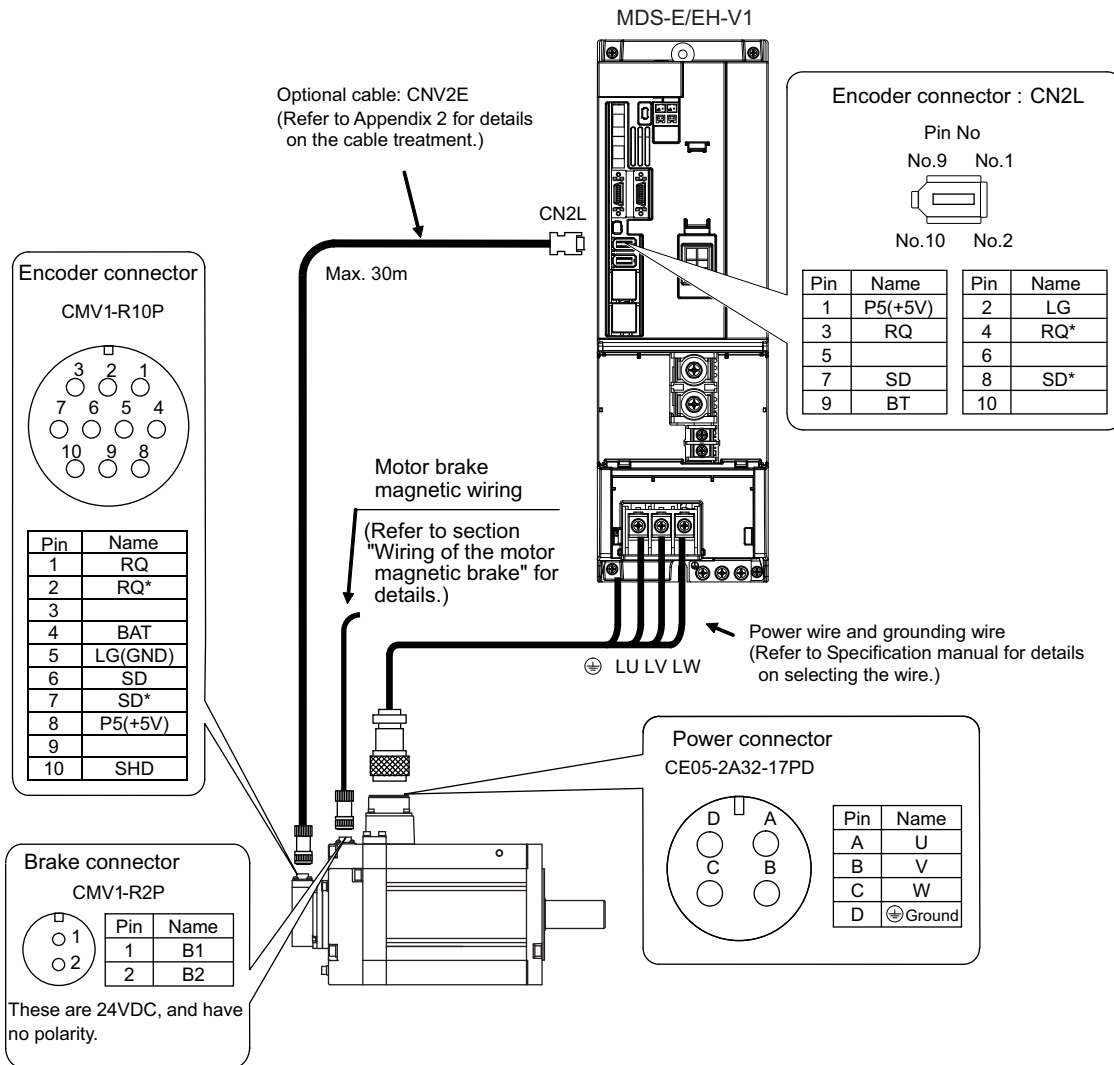 MDS-E/EH-V1
Optional cable: CNV2E
(Refer to Appendix 2 for details
on the cable treatment.)
CN2L
Max. 30m
Encoder connector : CN2L
Pin No
No.9 No.1
No.10 No.2
Pin Name Pin Name
1 P5(+5V) 2 LG
3 RQ 4 RQ*
5 6
7 SD 8 SD*
9 BT 10
Encoder connector
CMV1-R10P
3 2 1
7 6 5 4
10 9 8
Pin Name
1 RQ
2 RQ*
3
4 BAT
5 LG(GND)
6 SD
7 SD*
8 P5(+5V)
9
10 SHD
Motor brake
magnetic wiring
(Refer to section
"Wiring of the motor
magnetic brake" for
details.)
LU LV LW
Power wire and grounding wire
(Refer to Specification manual for details
on selecting the wire.)
Power connector
CE05-2A32-17PD
D A
C B
Pin Name
A U
B V
C W
D Ground
Brake connector
CMV1-R2P
1
2
Pin Name
1 B1
2 B2
These are 24VDC, and have
no polarity.